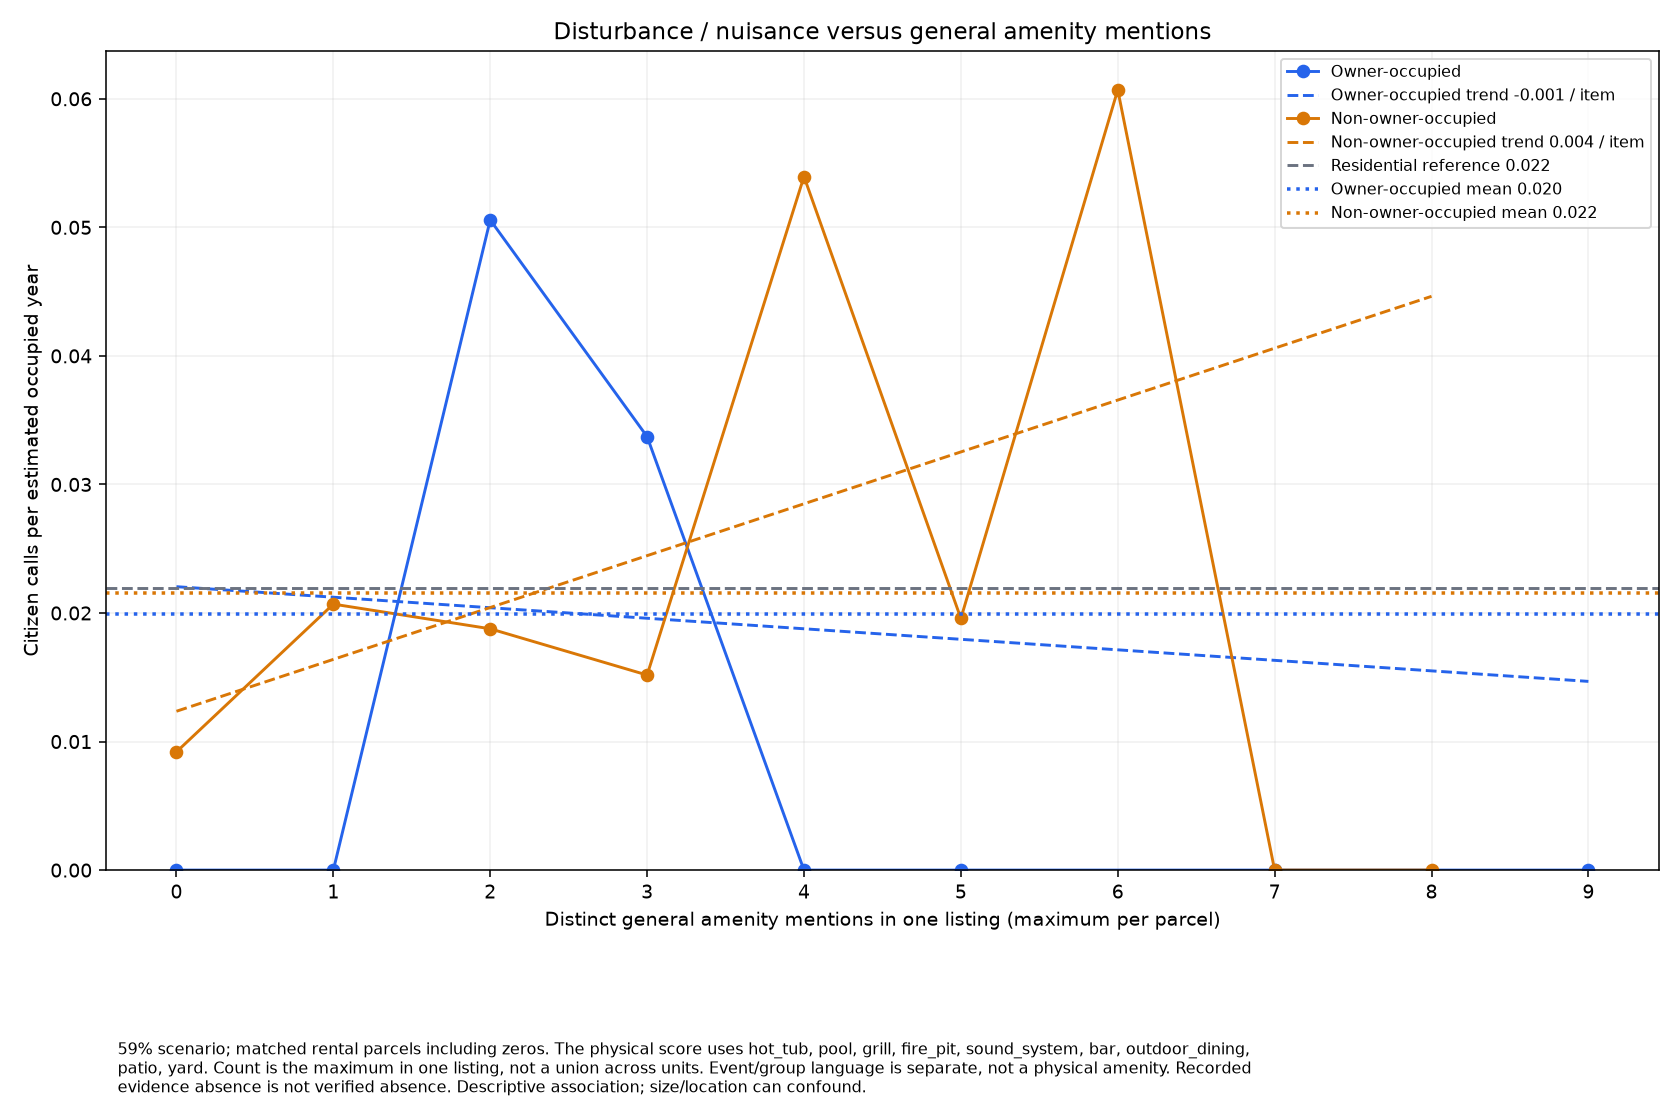 Disturbance / nuisance versus general amenity mentions
Owner-occupied
Owner-occupied trend -0.001 / item
Non-owner-occupied
Non-owner-occupied trend 0.004 / item
Residential reference 0.022
Owner-occupied mean 0.020
Non-owner-occupied mean 0.022
Citizen calls per estimated occupied year
0.06
0.05
0.04
0.03
0.02
0.01
0.00
0 1 2 3 4 5 6 7 8 9
Distinct general amenity mentions in one listing (maximum per parcel)
59% scenario; matched rental parcels including zeros. The physical score uses hot_tub, pool, grill, fire_pit, sound_system, bar, outdoor_dining,
patio, yard. Count is the maximum in one listing, not a union across units. Event/group language is separate, not a physical amenity. Recorded
evidence absence is not verified absence. Descriptive association; size/location can confound.